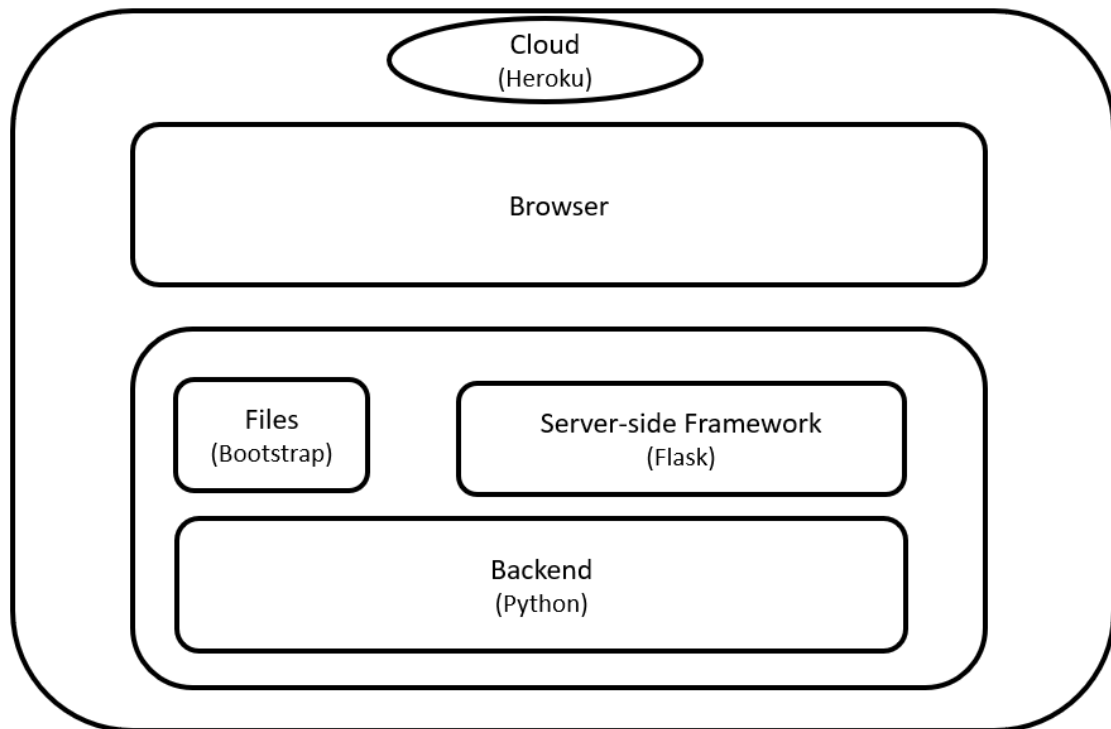 Cloud
(Heroku)
Browser
Files
(Bootstrap)
Server-side Framework
(Flask)
Backend
(Python)